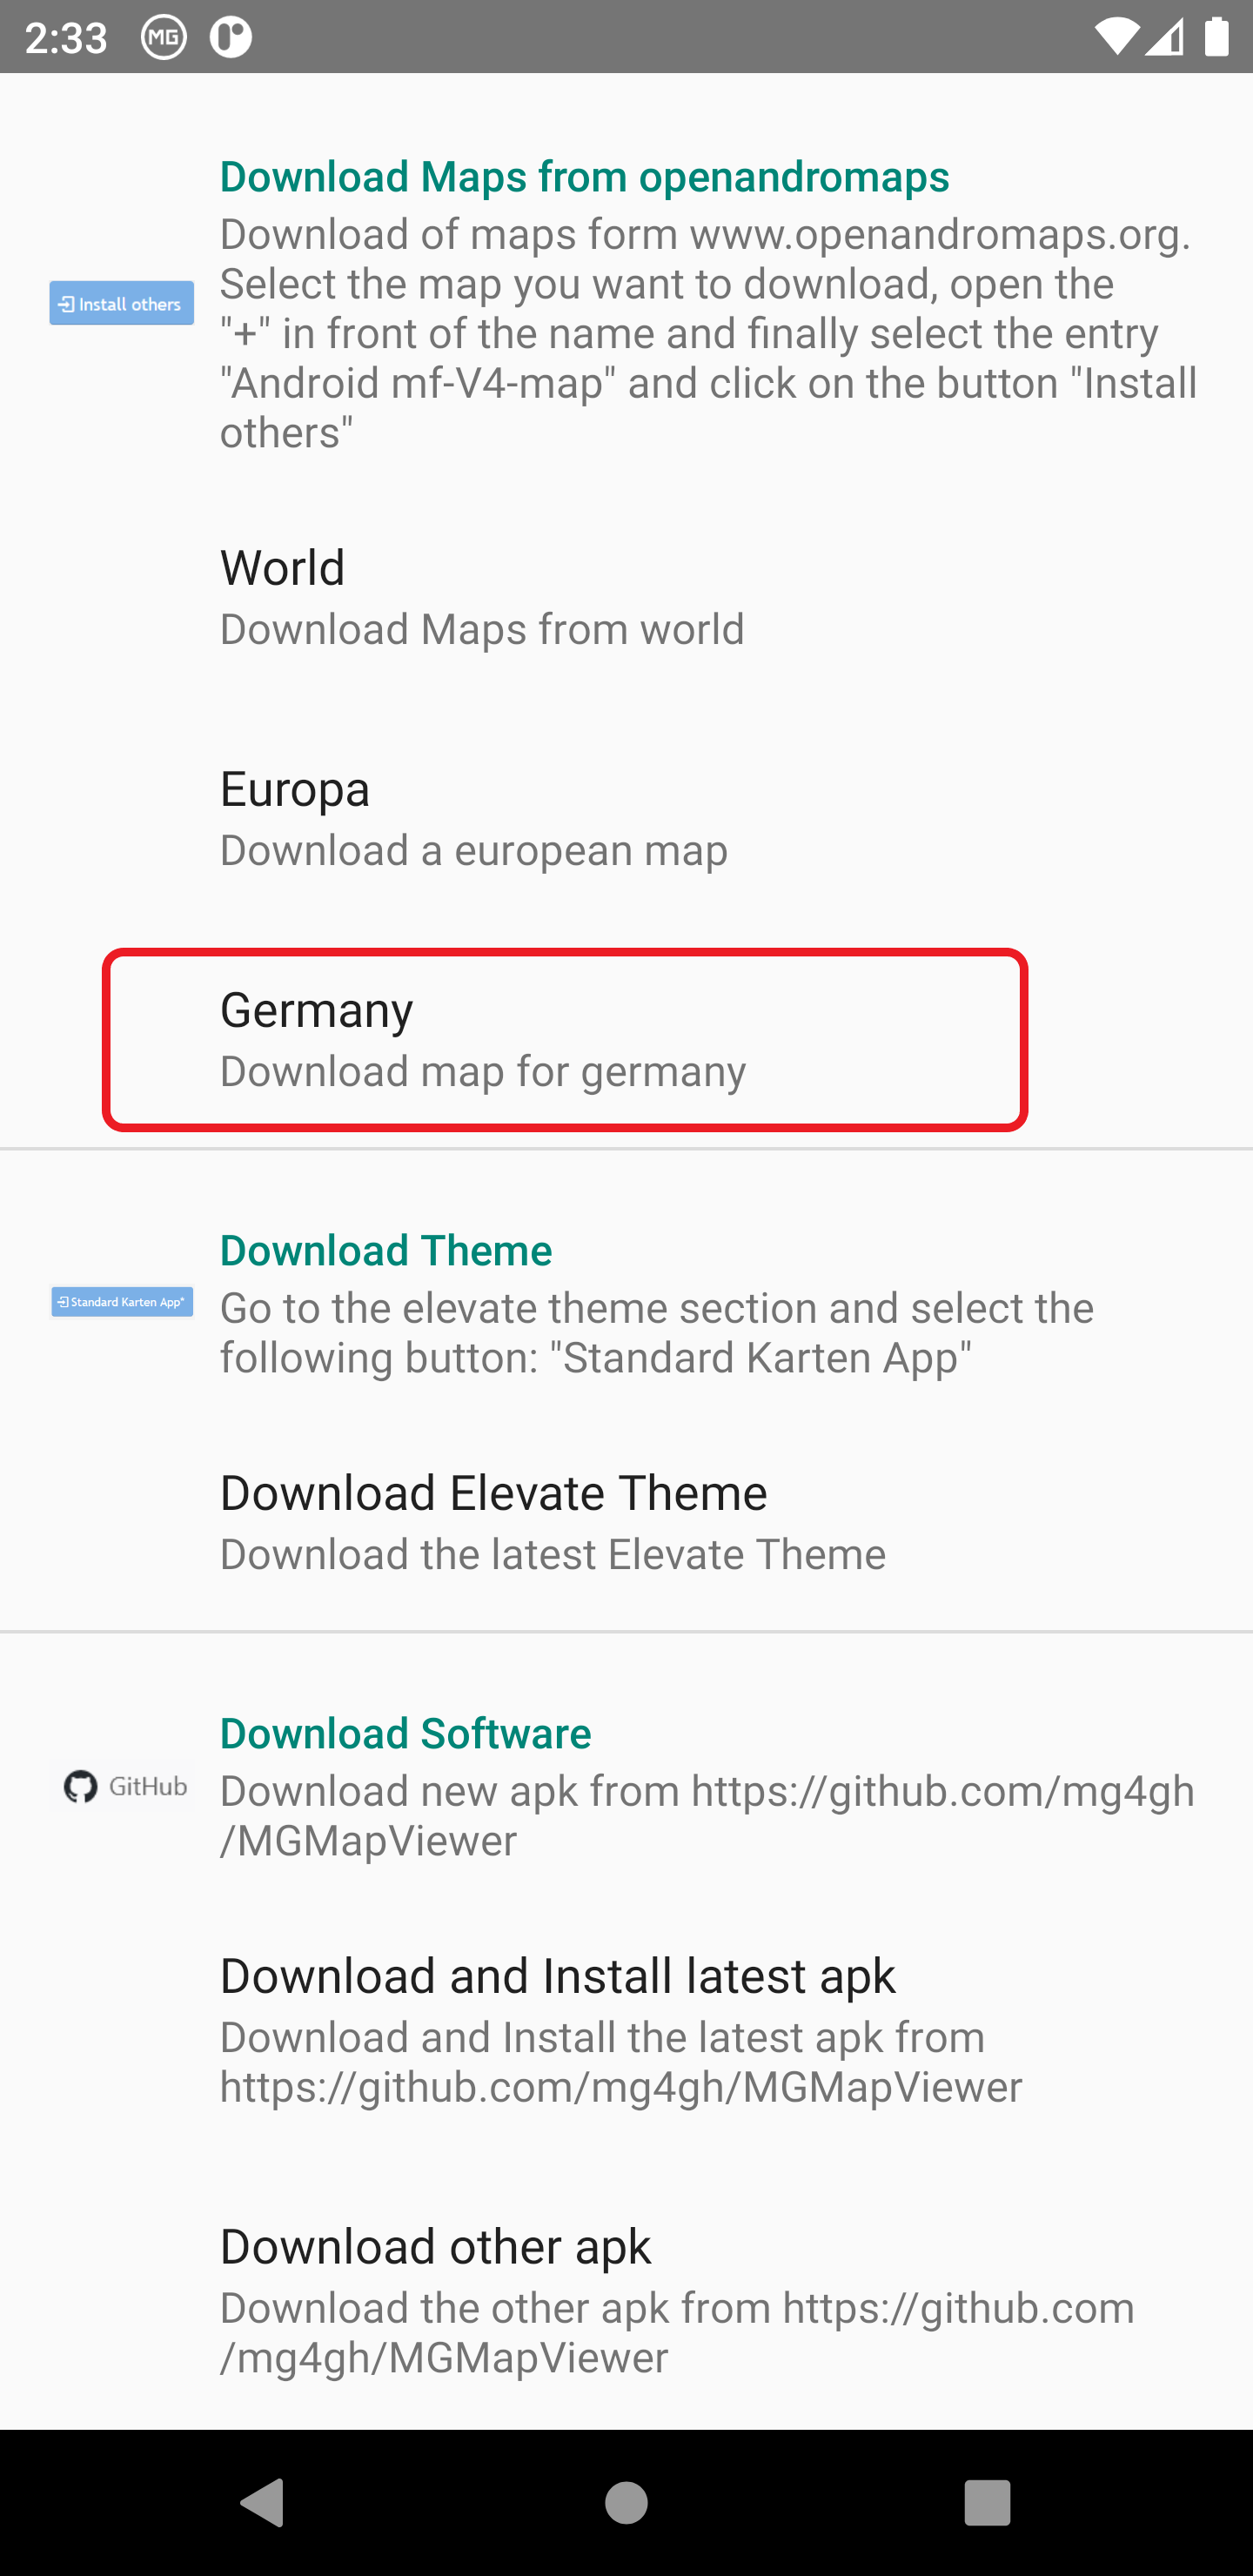 2:33
MG
Download Maps from openandromaps
Download of maps form www.openandromaps.org.
Select the map you want to download, open the
Install others
"+" in front of the name and finally select the entry
"Android mf-V4-map" and click on the button "Install
others"
World
Download Maps from world
Europa
Download a european map
Germany
Download map for germany
Download Theme
Standard Karten App*
Go to the elevate theme section and select the
following button: "Standard Karten App"
Download Elevate Theme
Download the latest Elevate Theme
Download Software
GitHub
Download new apk from https://github.com/mg4gh
/MGMapViewer
Download and Install latest apk
Download and Install the latest apk from
https://github.com/mg4gh/MGMapViewer
Download other apk
Download the other apk from https://github.com
/mg4gh/MGMapViewer